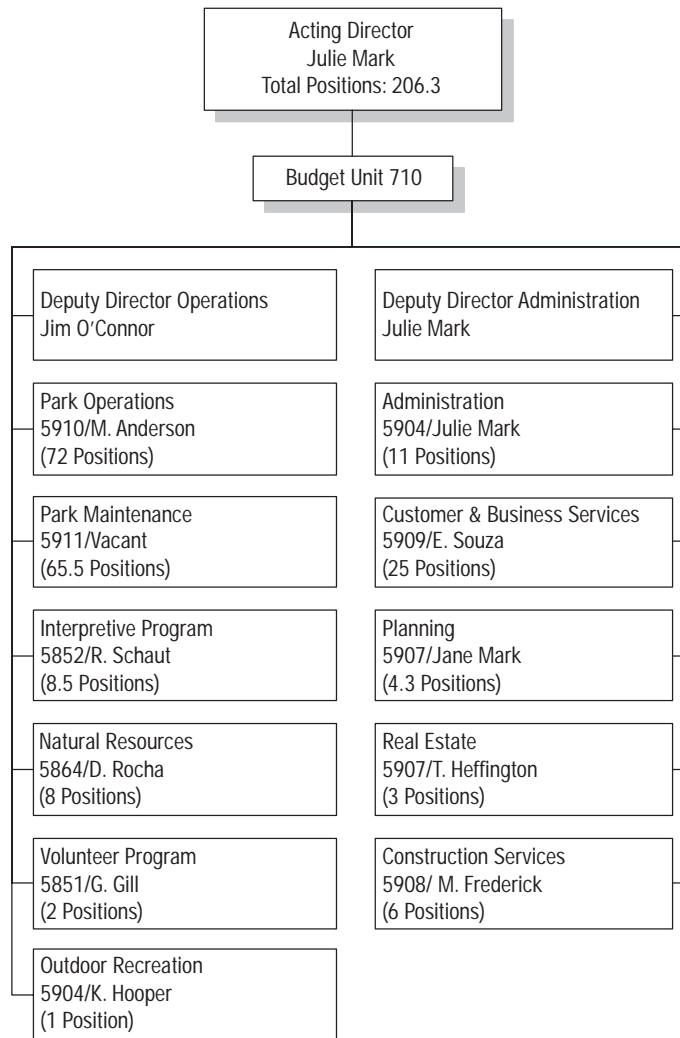 Acting Director
Julie Mark
Total Positions: 206.3
Budget Unit 710
Deputy Director Operations
Jim O’Connor
Park Operations
5910/M. Anderson
(72 Positions)
Park Maintenance
5911/Vacant
(65.5 Positions)
Interpretive Program
5852/R. Schaut
(8.5 Positions)
Natural Resources
5864/D. Rocha
(8 Positions)
Volunteer Program
5851/G. Gill
(2 Positions)
Outdoor Recreation
5904/K. Hooper
(1 Position)
Deputy Director Administration
Julie Mark
Administration
5904/Julie Mark
(11 Positions)
Customer & Business Services
5909/E. Souza
(25 Positions)
Planning
5907/Jane Mark
(4.3 Positions)
Real Estate
5907/T. Heffington
(3 Positions)
Construction Services
5908/ M. Frederick
(6 Positions)